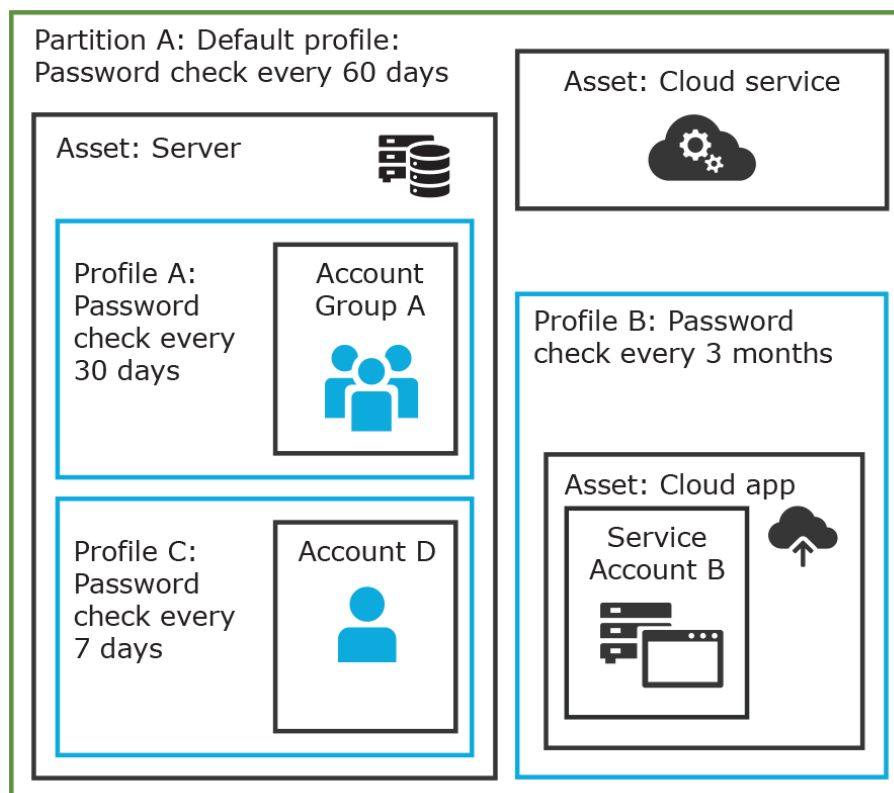 Partition A: Default profile:
Password check every 60 days
Asset: Server
Profile A:
Password
check every
30 days
Account
Group A
Profile C:
Password
check every
7 days
Account D
Asset: Cloud service
Profile B: Password
check every 3 months
Asset: Cloud app
Service
Account B